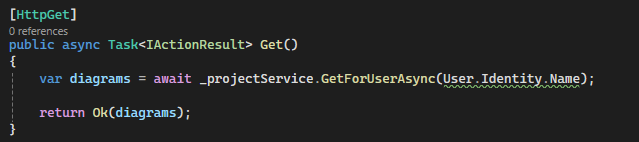 [HttpGet]
0 references
public async Task<IActionResult> Get()
{
var diagrams = await _projectService.GetForUserAsync(User.Identity.Name);
return Ok(diagrams);
}